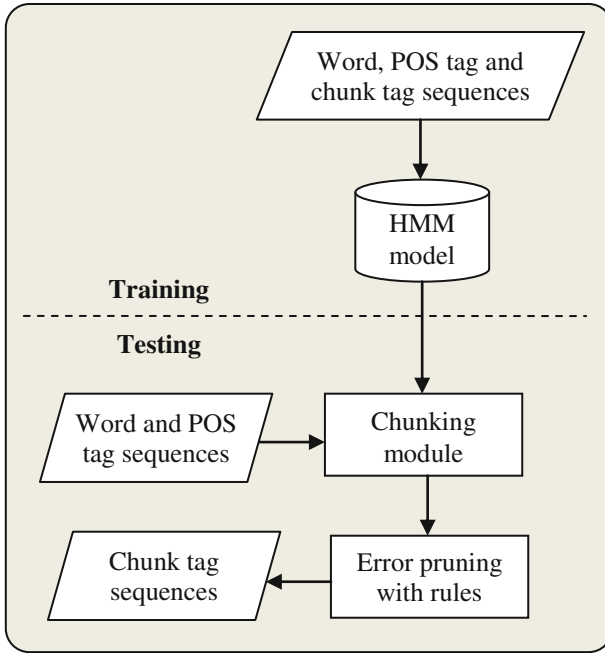 Word, POS tag and
chunk tag sequences
HMM
model
Training
Testing
Word and POS
tag sequences
Chunking
module
Chunk tag
sequences
Error pruning
with rules